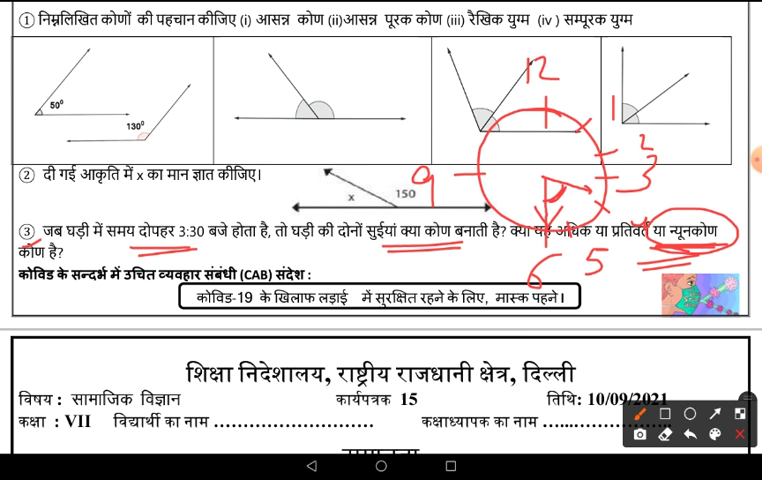 ① निम्नलिखित कोणों की पहचान कीजिए (i) आसन्न कोण (ii)आसन्न पूरक कोण (iii) रैखिक युग्म (iv ) सम्पूरक युग्म
50⁰
130⁰
12
1
2
3
9
6
5
② दी गई आकृति में x का मान ज्ञात कीजिए।
x 150
③ जब घड़ी में समय दोपहर 3:30 बजे होता है, तो घड़ी की दोनों सुईयां क्या कोण बनाती है? क्या यह अधिक या प्रतिवर्त या न्यूनकोण
कोण है?
कोविड के सन्दर्भ में उचित व्यवहार संबंधी (CAB) संदेश :
कोविड-19 के खिलाफ लड़ाई में सुरक्षित रहने के लिए, मास्क पहने।
शिक्षा निदेशालय, राष्ट्रीय राजधानी क्षेत्र, दिल्ली
विषय : सामाजिक विज्ञान कार्यपत्रक 15 तिथि: 10/09/2021
कक्षा : VII विद्यार्थी का नाम ............................ कक्षाध्यापक का नाम ......................